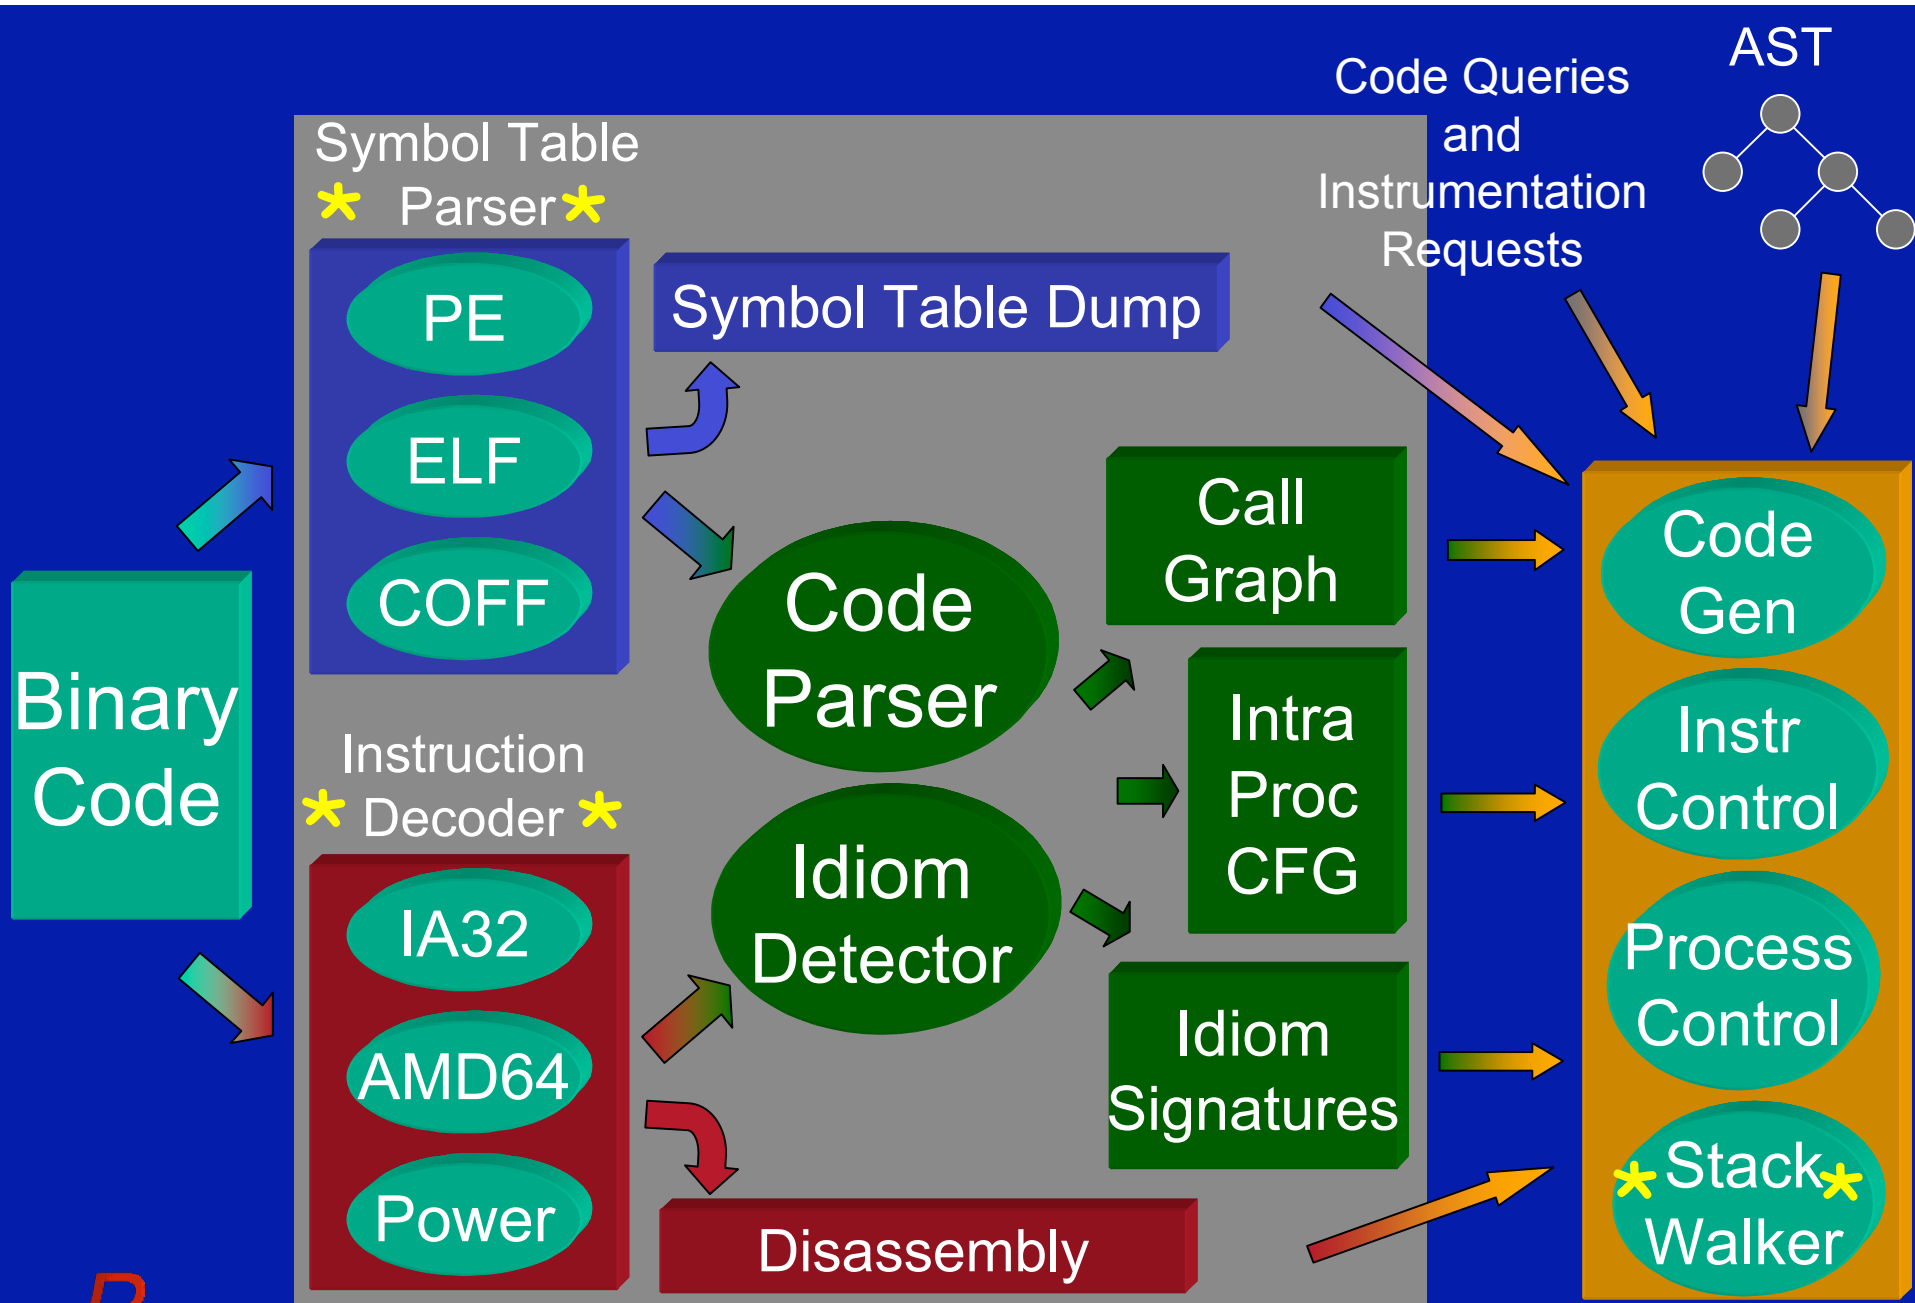 AST
Code Queries
and
Instrumentation
Requests
Symbol Table
* Parser *
PE
ELF
COFF
Symbol Table Dump
Binary
Code
Code
Parser
Call
Graph
Intra
Proc
CFG
Instruction
* Decoder *
IA32
AMD64
Power
Idiom
Detector
Idiom
Signatures
Disassembly
Code
Gen
Instr
Control
Process
Control
* Stack *
Walker